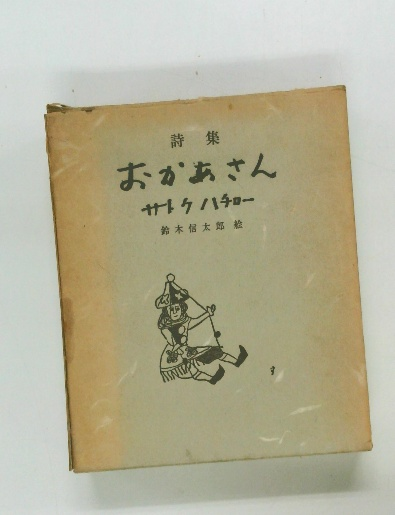 詩集
おかあさん
サトウハチロー
鈴木信太郎 絵